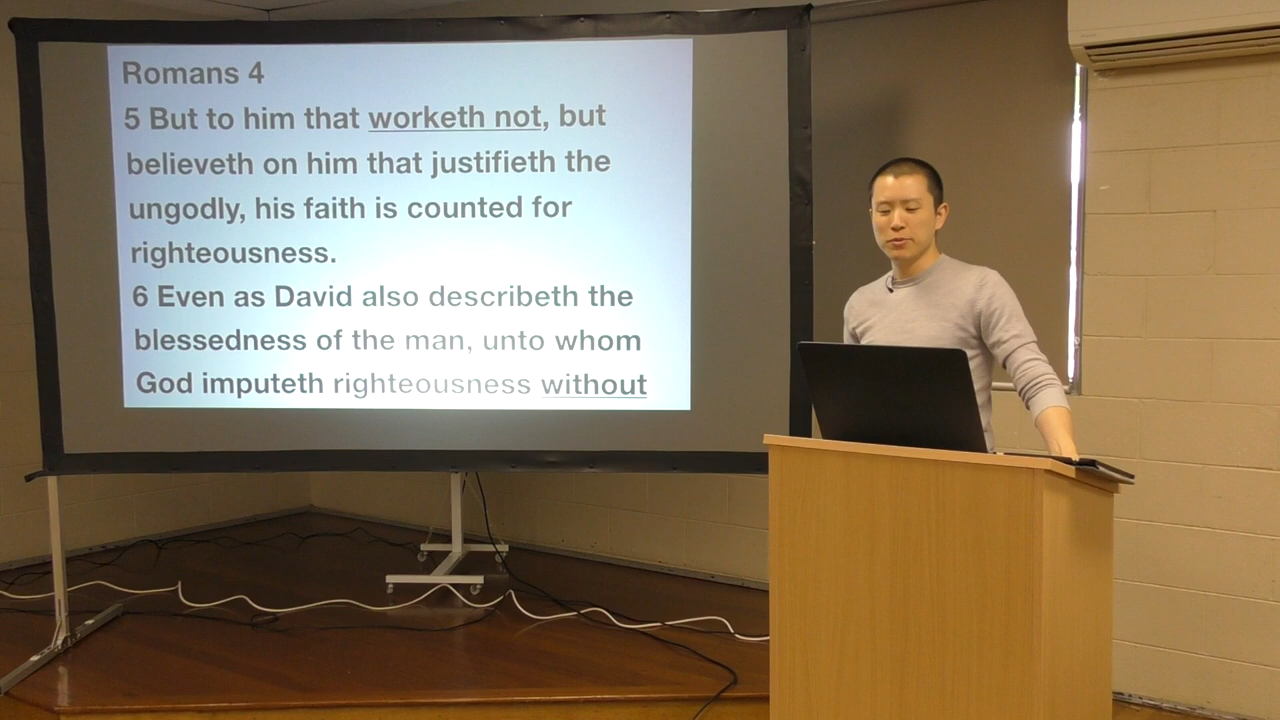 Romans 4
5 But to him that worketh not, but
believeth on him that justifieth the
ungodly, his faith is counted for
righteousness.
6 Even as David also describeth the
blessedness of the man, unto whom
God imputeth righteousness without